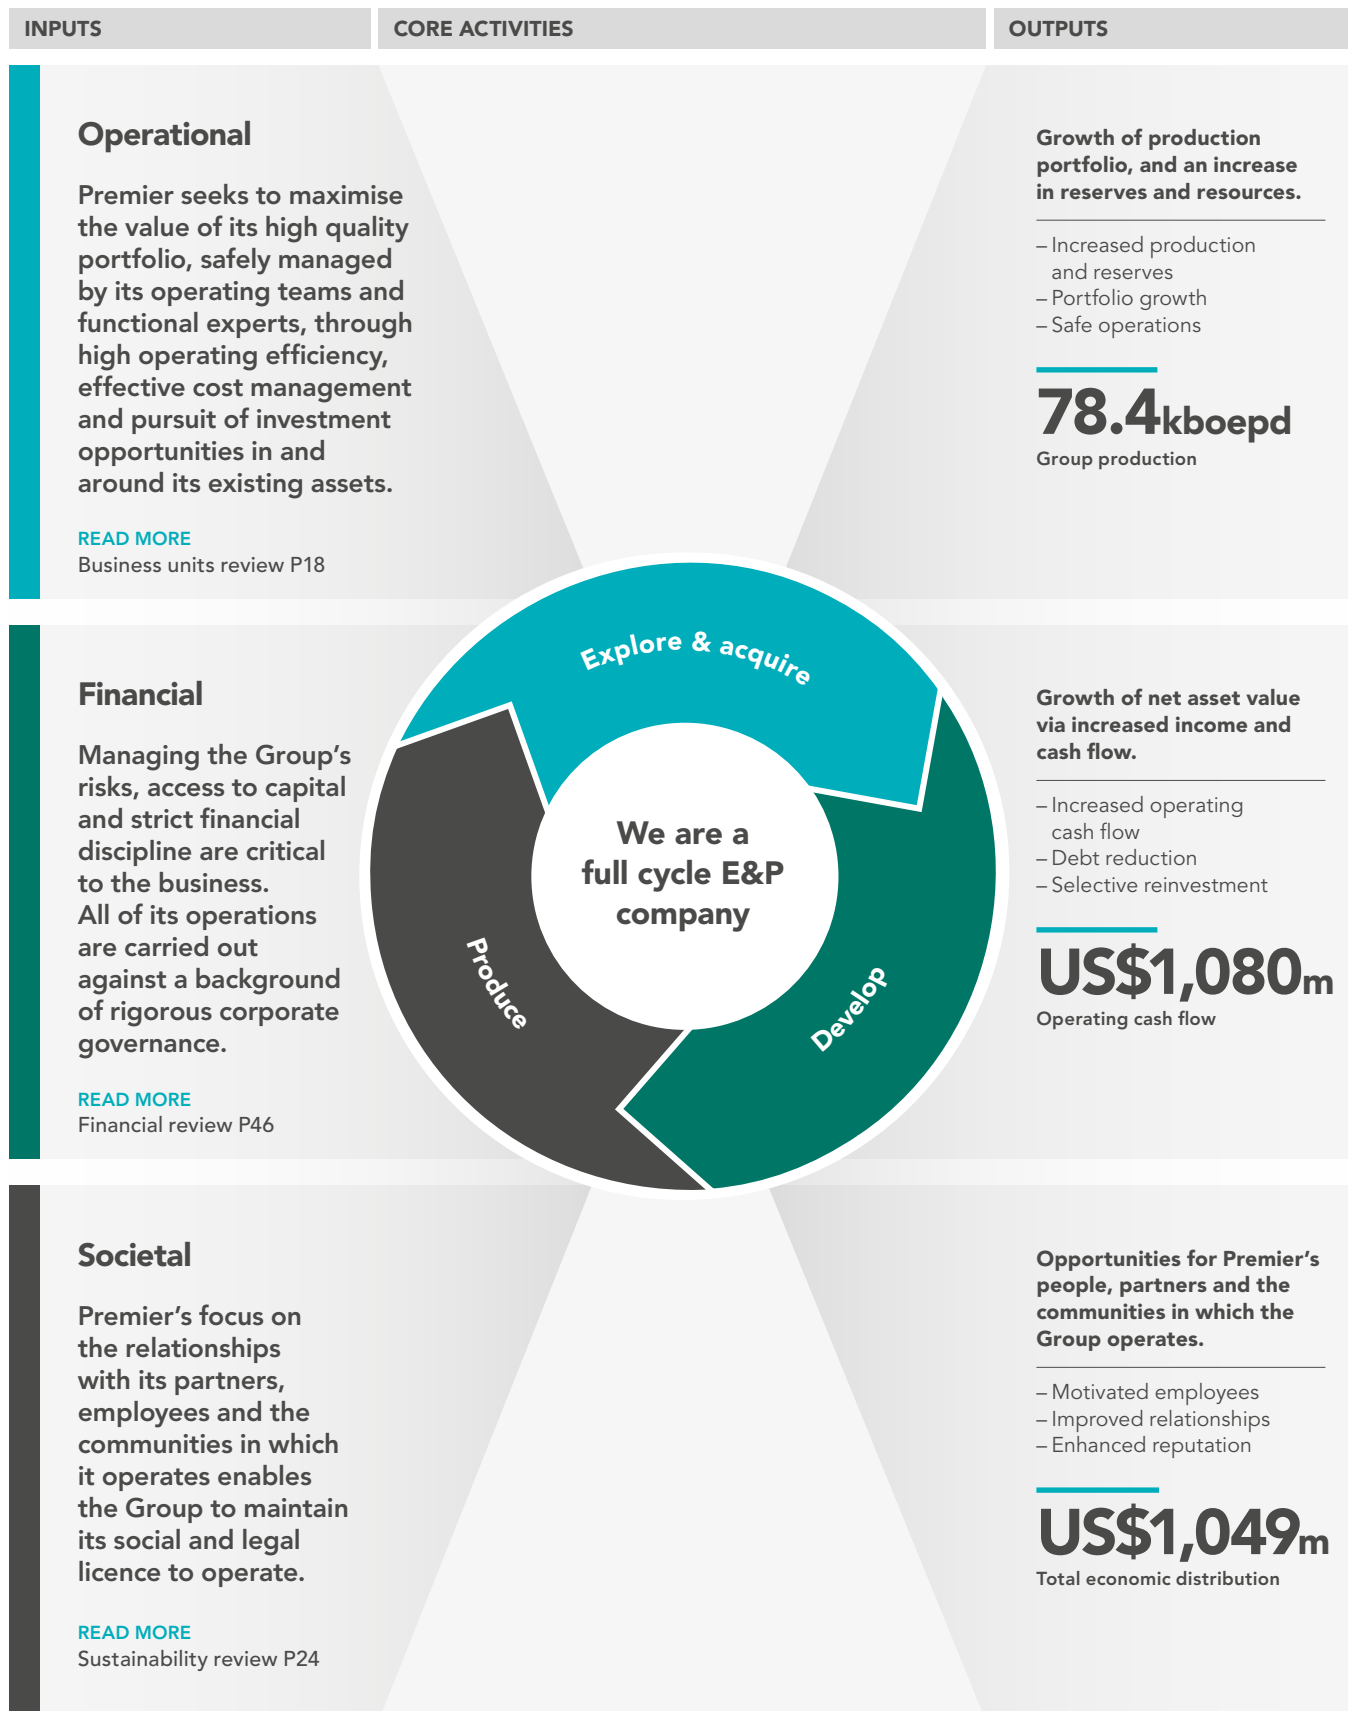 INPUTS
CORE ACTIVITIES
OUTPUTS
Operational
Premier seeks to maximise
the value of its high quality
portfolio, safely managed
by its operating teams and
functional experts, through
high operating efficiency,
effective cost management
and pursuit of investment
opportunities in and
around its existing assets.
READ MORE
Business units review P18
Growth of production
portfolio, and an increase
in reserves and resources.
– Increased production
and reserves
– Portfolio growth
– Safe operations
78.4kboepd
Group production
Financial
Managing the Group’s
risks, access to capital
and strict financial
discipline are critical
to the business.
All of its operations
are carried out
against a background
of rigorous corporate
governance.
READ MORE
Financial review P46
Explore & acquire
Develop
Produce
We are a
full cycle E&P
company
Growth of net asset value
via increased income and
cash flow.
– Increased operating
cash flow
– Debt reduction
– Selective reinvestment
US$1,080m
Operating cash flow
Societal
Premier’s focus on
the relationships
with its partners,
employees and the
communities in which
it operates enables
the Group to maintain
its social and legal
licence to operate.
READ MORE
Sustainability review P24
Opportunities for Premier’s
people, partners and the
communities in which the
Group operates.
– Motivated employees
– Improved relationships
– Enhanced reputation
US$1,049m
Total economic distribution